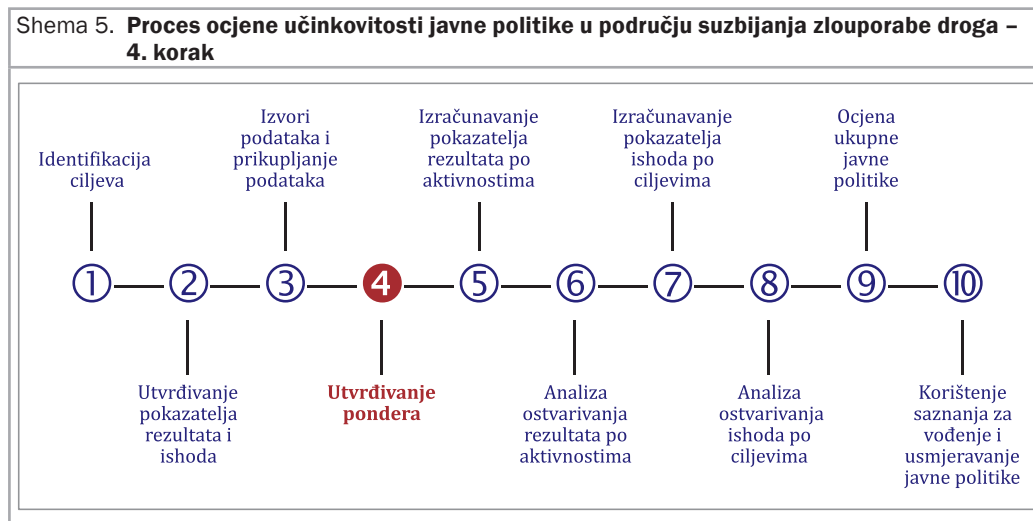 Shema 5. Proces ocjene učinkovitosti javne politike u području suzbijanja zlouporabe droga –
4. korak
Identifikacija
ciljeva
Izvori
podataka i
prikupljanje
podataka
Izračunavanje
pokazatelja
rezultata po
aktivnostima
Izračunavanje
pokazatelja
ishoda po
ciljevima
Ocjena
ukupne
javne
politike
1
2
3
4
5
6
7
8
9
10
Utvrđivanje
pokazatelja
rezultata i
ishoda
Utvrđivanje
pondera
Analiza
ostvarivanja
rezultata po
aktivnostima
Analiza
ostvarivanja
ishoda po
ciljevima
Korištenje
saznanja za
vođenje i
usmjeravanje
javne politike